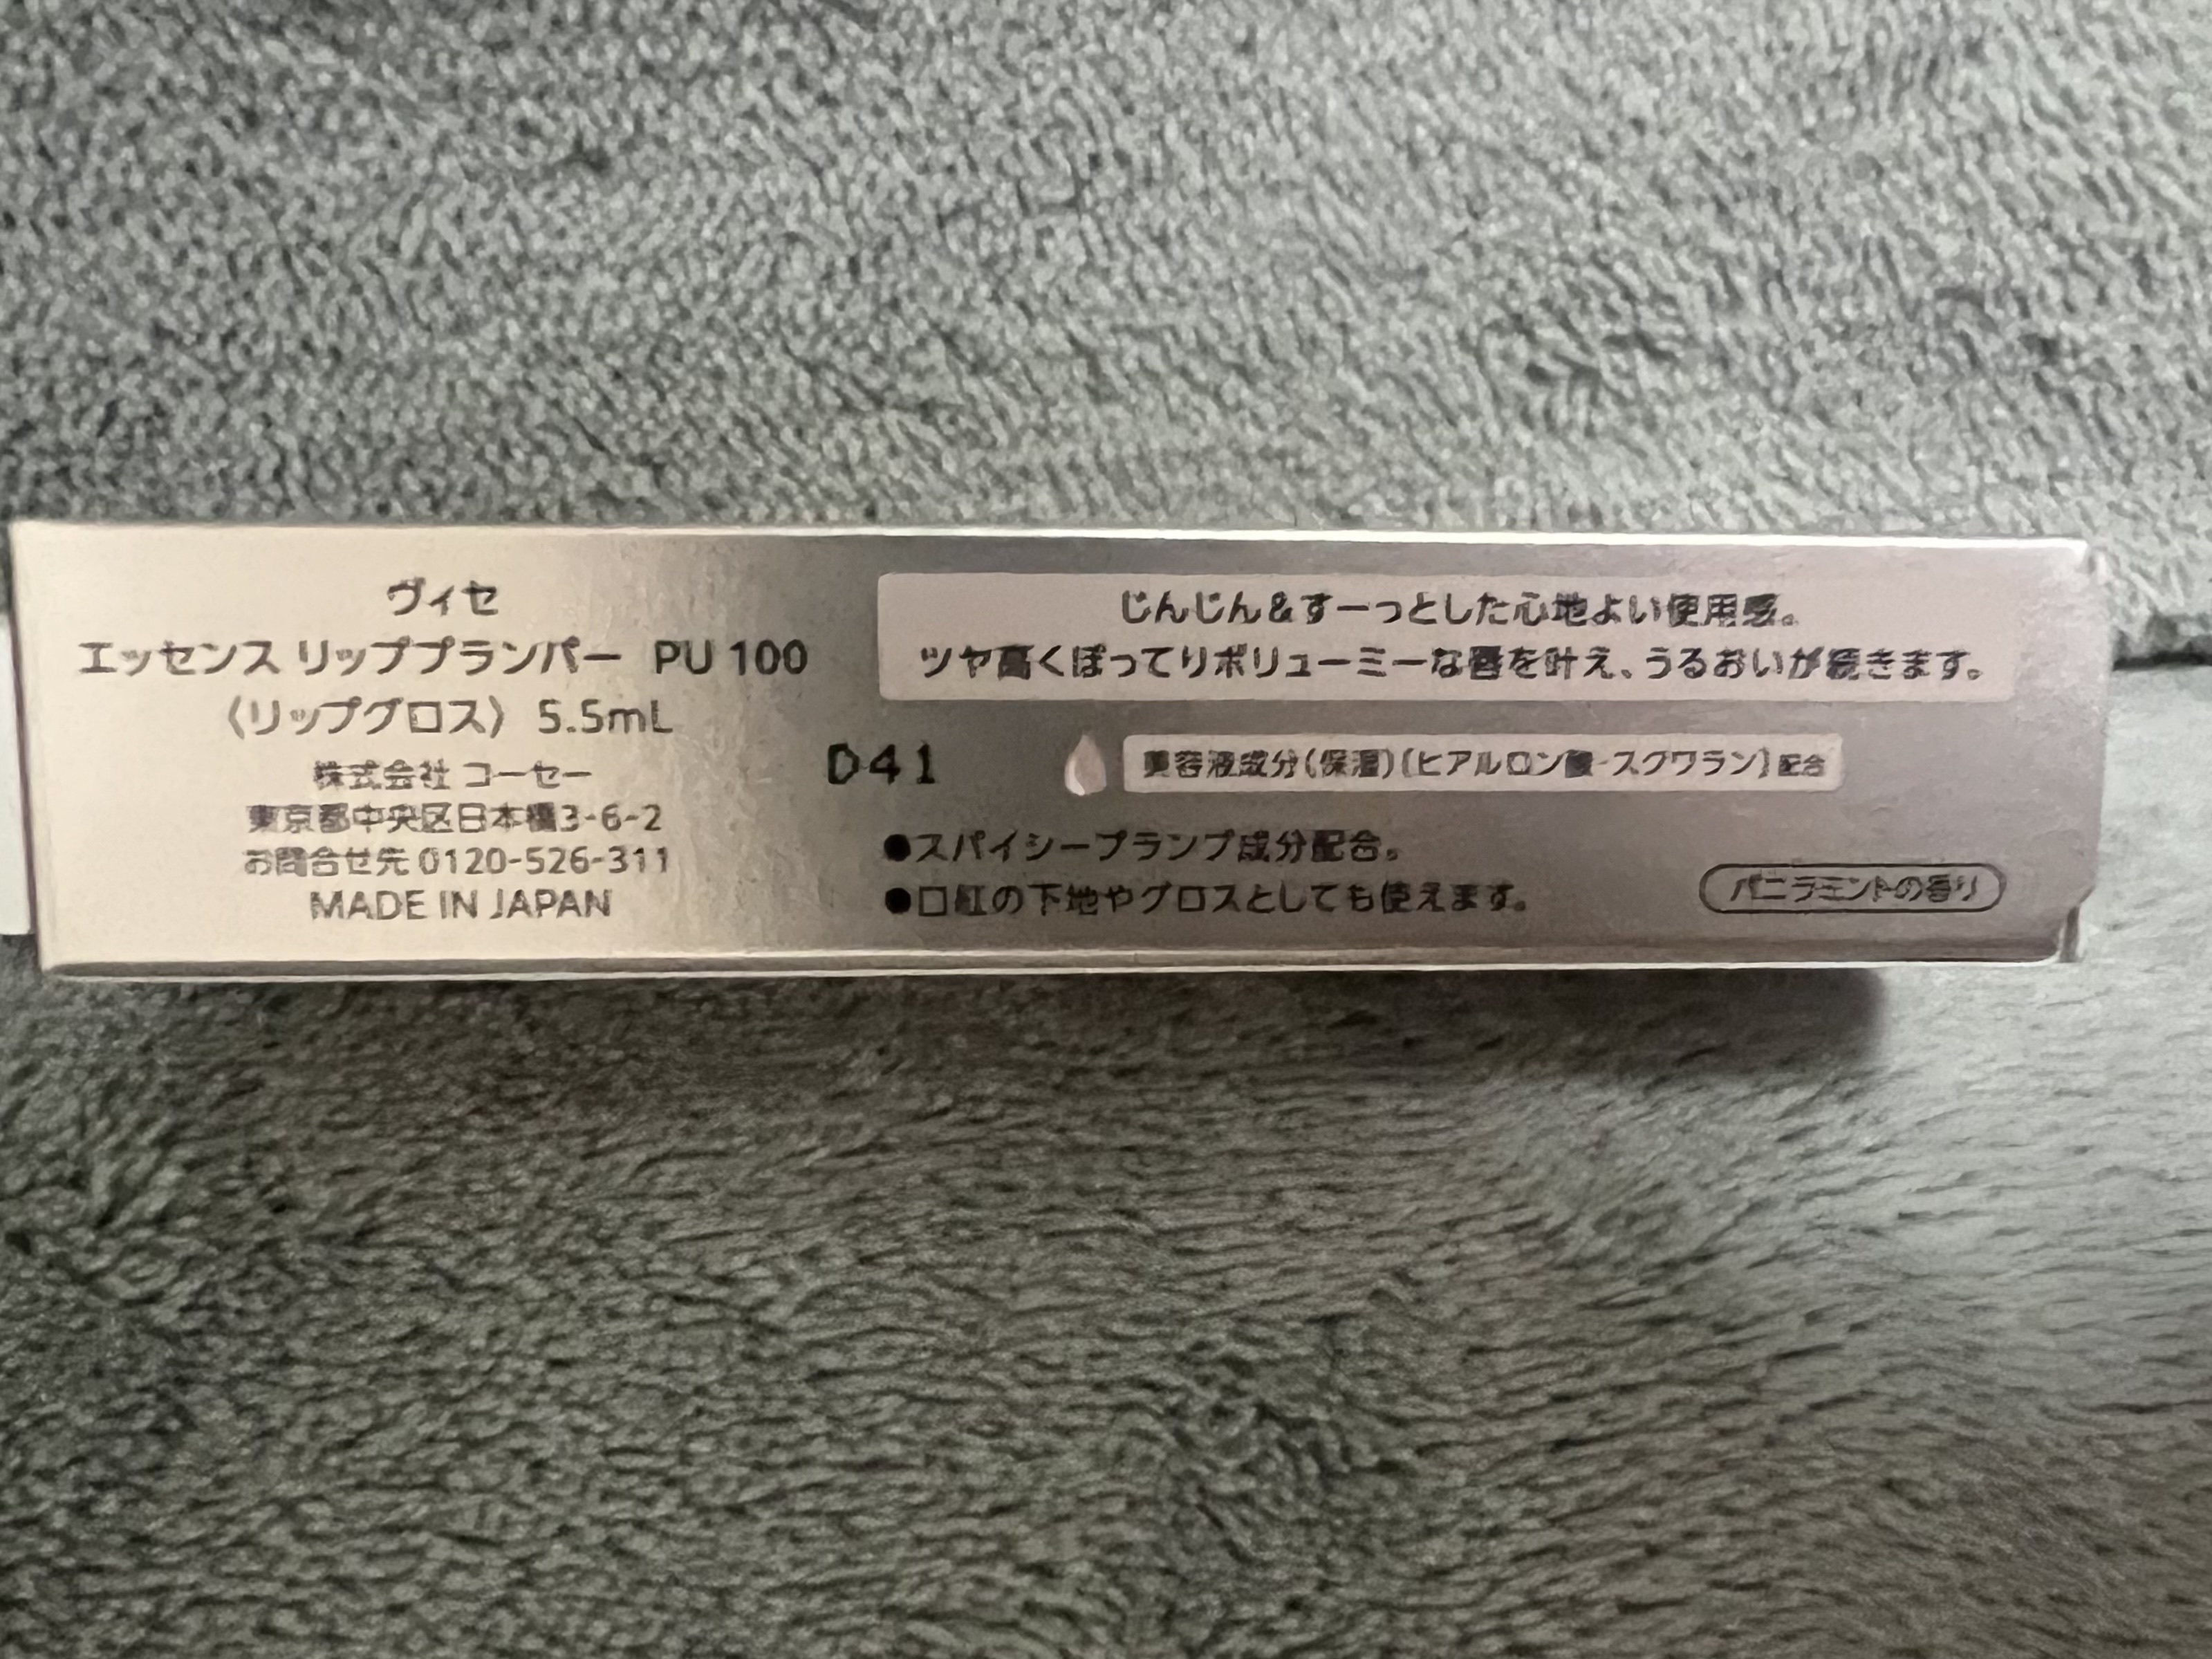 ヴィセ
エッセンス リッププランパー PU 100
〈リップグロス〉 5.5mL
株式会社 コーセー
東京都中央区日本橋3-6-2
お問合せ先 0120-526-311
MADE IN JAPAN
D41
じんじん&すーっとした心地よい使用感。
ツヤ高くぽってりボリューミーな唇を叶え、うるおいが続きます。
美容液成分(保湿)[ヒアルロン酸・スクワラン]配合
●スパイシープランプ成分配合。
●口紅の下地やグロスとしても使えます。
バニラミントの香り